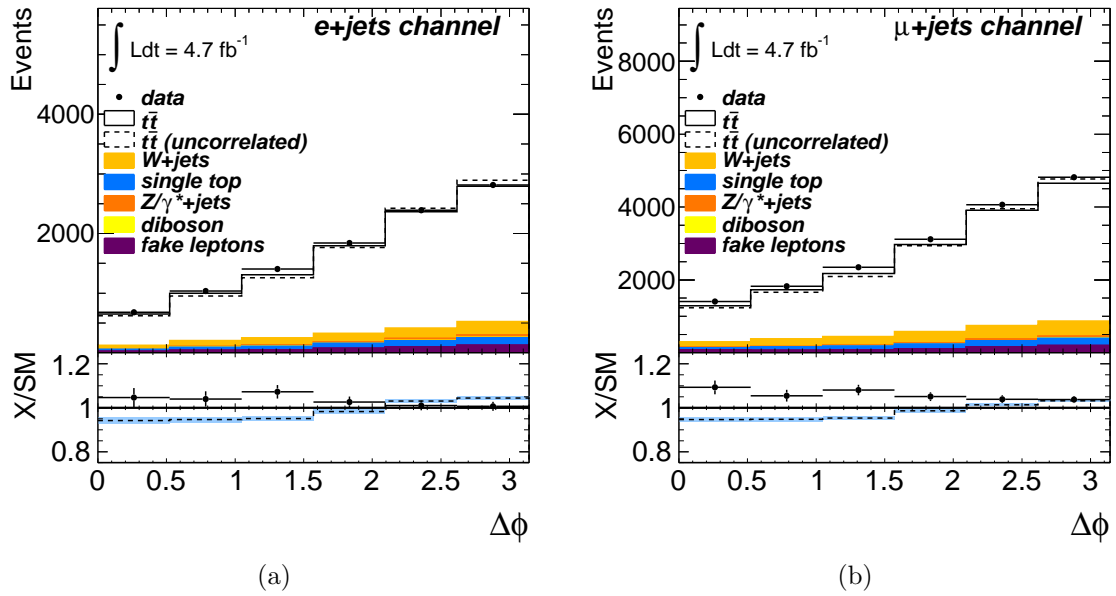 Events
e+jets channel
∫ Ldt = 4.7 fb⁻¹
data
tt̄
tt̄ (uncorrelated)
W+jets
single top
Z/γ*+jets
diboson
fake leptons
4000
2000
X/SM
1.2
1
0.8
0 0.5 1 1.5 2 2.5 3
Δϕ
(a)
Events
μ+jets channel
∫ Ldt = 4.7 fb⁻¹
data
tt̄
tt̄ (uncorrelated)
W+jets
single top
Z/γ*+jets
diboson
fake leptons
8000
6000
4000
2000
X/SM
1.2
1
0.8
0 0.5 1 1.5 2 2.5 3
Δϕ
(b)